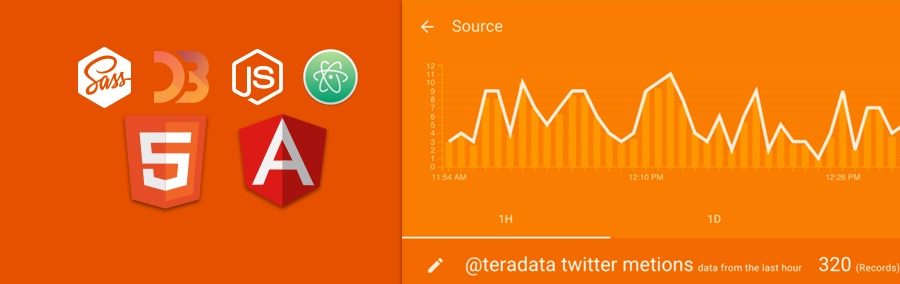 Sass
D3
JS
5
A
Source
12
11
10
9
8
7
6
5
4
3
2
1
0
11:54 AM 12:10 PM 12:26 PM
1H 1D
@teradata twitter metions data from the last hour 320 (Records)